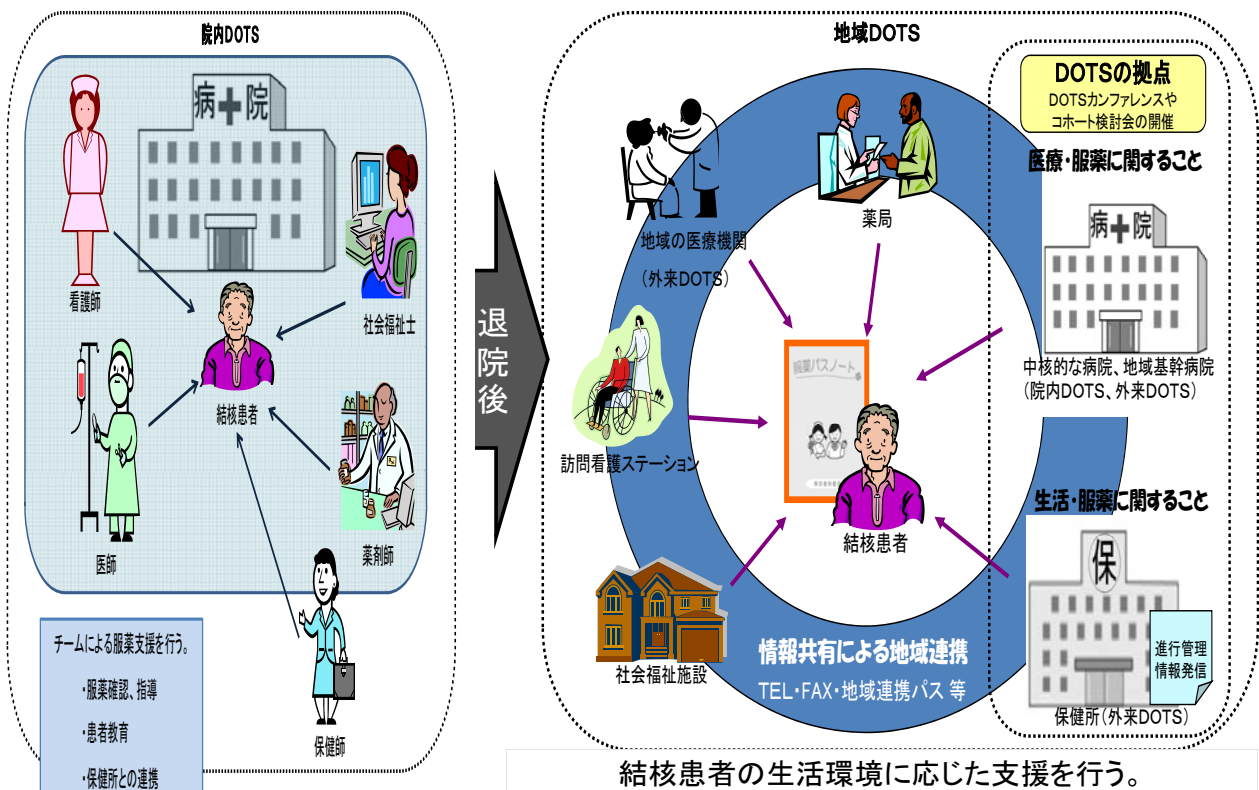 院内DOTS
病 院
看護師
社会福祉士
結核患者
医師
薬剤師
保健師
チームによる服薬支援を行う。
・服薬確認、指導
・患者教育
・保健所との連携
退院後
地域DOTS
DOTSの拠点
DOTSカンファレンスや
コホート検討会の開催
医療・服薬に関すること
病 院
中核的な病院、地域基幹病院
(院内DOTS、外来DOTS)
薬局
地域の医療機関
(外来DOTS)
訪問看護ステーション
服薬パスノート
結核患者
社会福祉施設
情報共有による地域連携
TEL・FAX・地域連携パス 等
生活・服薬に関すること
保
進行管理
情報発信
保健所(外来DOTS)
結核患者の生活環境に応じた支援を行う。